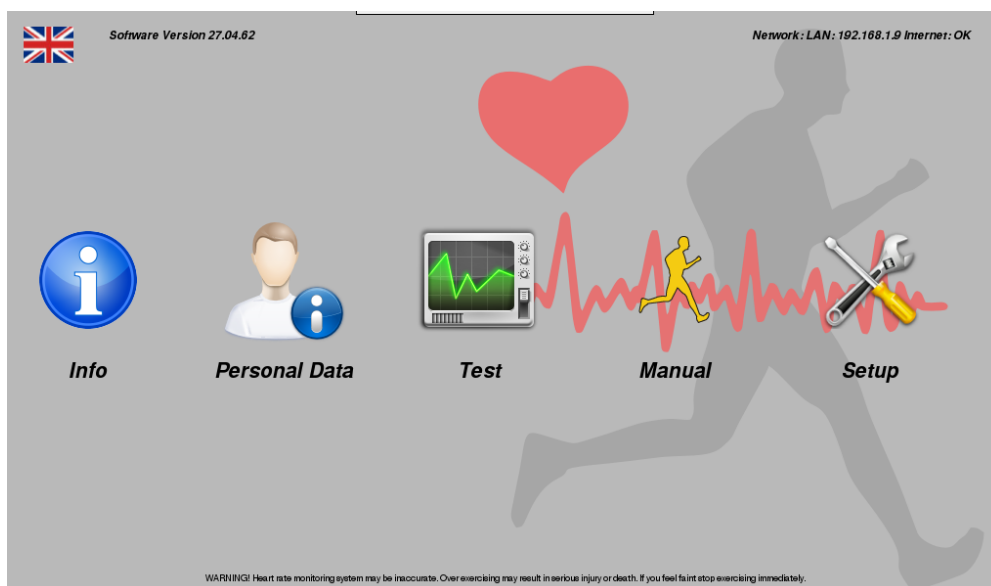 Software Version 27.04.62
Network: LAN: 192.168.1.9 Internet: OK
Info
Personal Data
Test
Manual
Setup
WARNING! Heart rate monitoring system may be inaccurate. Over exercising may result in serious injury or death. If you feel faint stop exercising immediately.